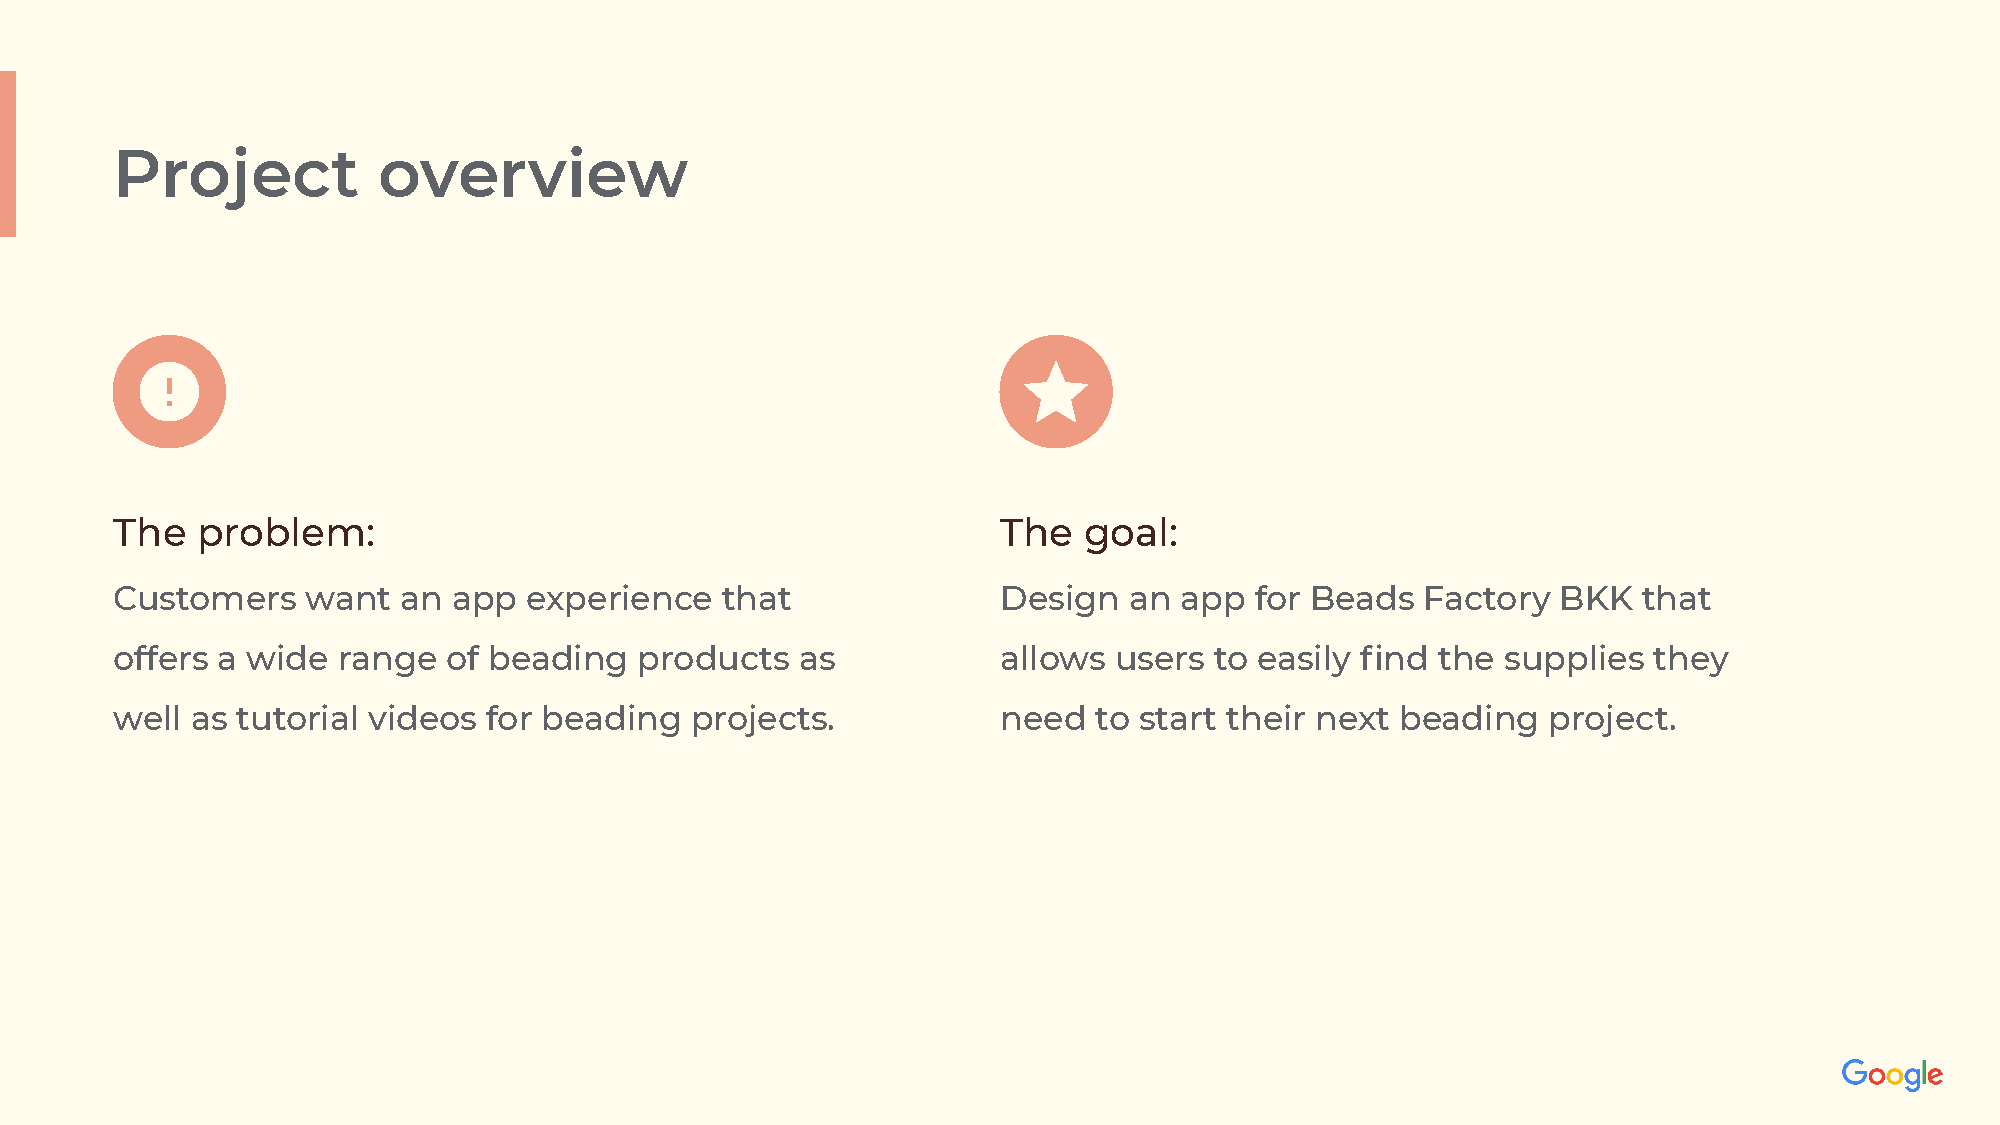 Project overview
The problem:
Customers want an app experience that
offers a wide range of beading products as
well as tutorial videos for beading projects.
The goal:
Design an app for Beads Factory BKK that
allows users to easily find the supplies they
need to start their next beading project.
Google